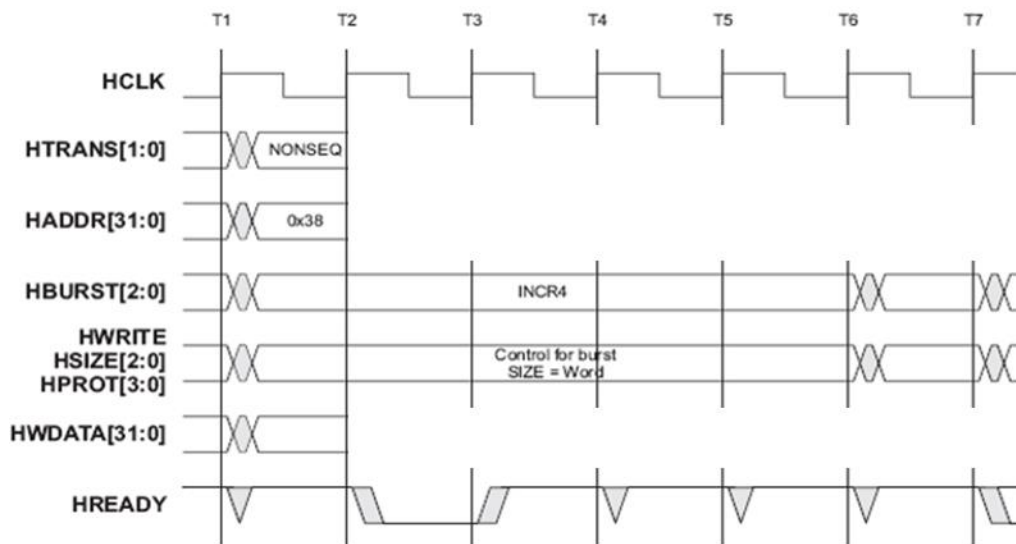 T1 T2 T3 T4 T5 T6 T7
HCLK
HTRANS[1:0] NONSEQ
HADDR[31:0] 0x38
HBURST[2:0] INCR4
HWRITE
HSIZE[2:0] Control for burst
HPROT[3:0] SIZE = Word
HWDATA[31:0]
HREADY